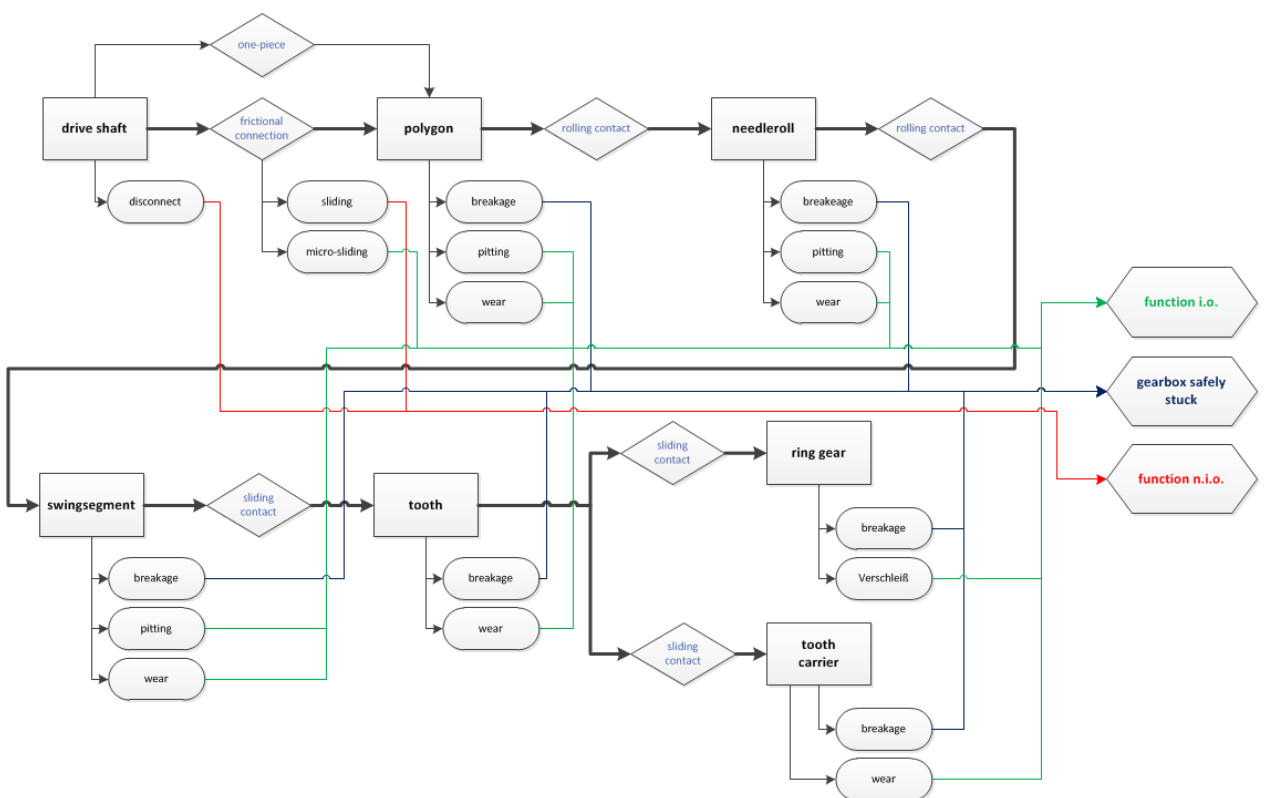 one-piece
drive shaft
frictional
connection
polygon
rolling contact
needleroll
rolling contact
disconnect
sliding
breakage
breakeage
micro-sliding
pitting
pitting
wear
wear
function i.o.
gearbox safely
stuck
sliding
contact
ring gear
function n.i.o.
swingsegment
sliding
contact
tooth
breakage
breakage
breakage
Verschleiß
pitting
wear
sliding
contact
tooth
carrier
wear
breakage
wear